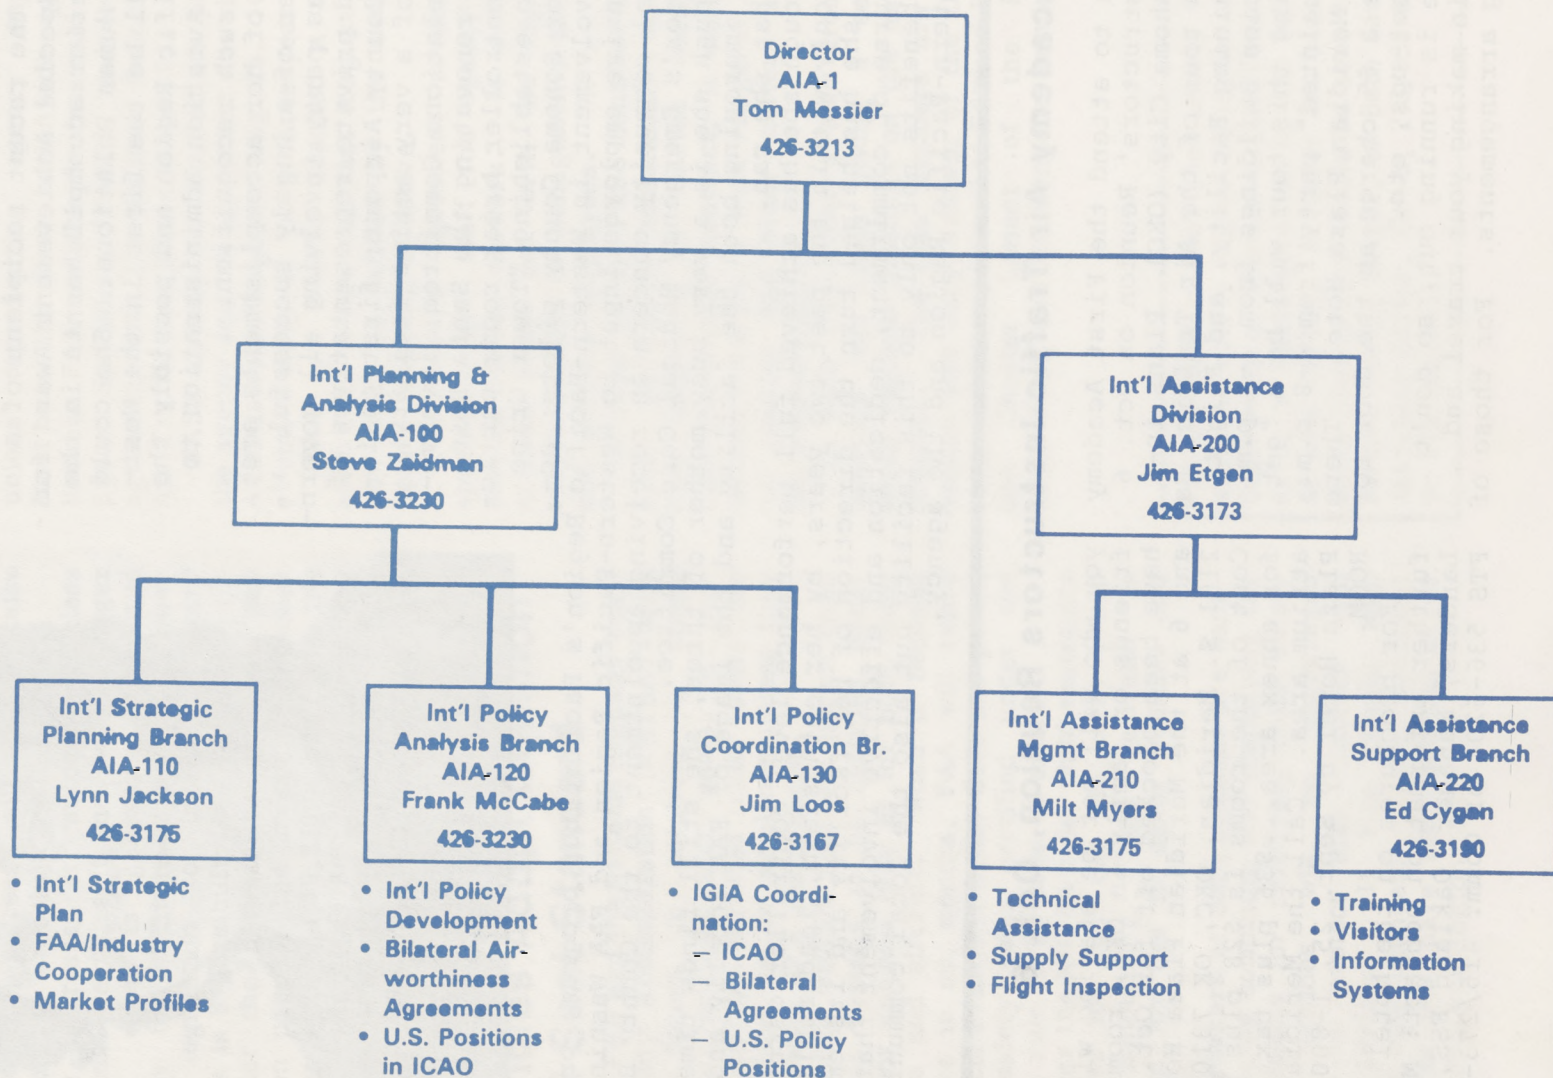 Director
AIA-1
Tom Messier
426-3213
Int'l Planning &
Analysis Division
AIA-100
Steve Zaidman
426-3230
Int'l Assistance
Division
AIA-200
Jim Etgen
426-3173
Int'l Strategic
Planning Branch
AIA-110
Lynn Jackson
426-3175
• Int'l Strategic
Plan
• FAA/Industry
Cooperation
• Market Profiles
Int'l Policy
Analysis Branch
AIA-120
Frank McCabe
426-3230
• Int'l Policy
Development
• Bilateral Air-
worthiness
Agreements
• U.S. Positions
in ICAO
Int'l Policy
Coordination Br.
AIA-130
Jim Loos
426-3167
• IGIA Coordi-
nation:
— ICAO
— Bilateral
Agreements
— U.S. Policy
Positions
Int'l Assistance
Mgmt Branch
AIA-210
Milt Myers
426-3175
• Technical
Assistance
• Supply Support
• Flight Inspection
Int'l Assistance
Support Branch
AIA-220
Ed Cygan
426-3190
• Training
• Visitors
• Information
Systems